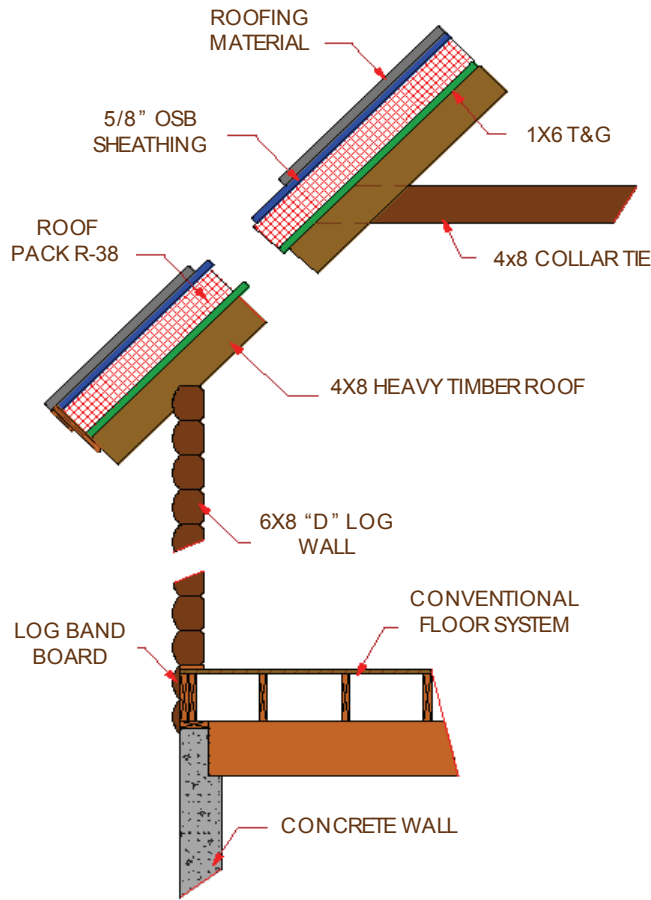 ROOFING
MATERIAL
5/8” OSB
SHEATHING
1X6 T&G
ROOF
PACK R-38
4x8 COLLAR TIE
4X8 HEAVY TIMBER ROOF
6X8 “D” LOG
WALL
CONVENTIONAL
FLOOR SYSTEM
LOG BAND
BOARD
CONCRETE WALL